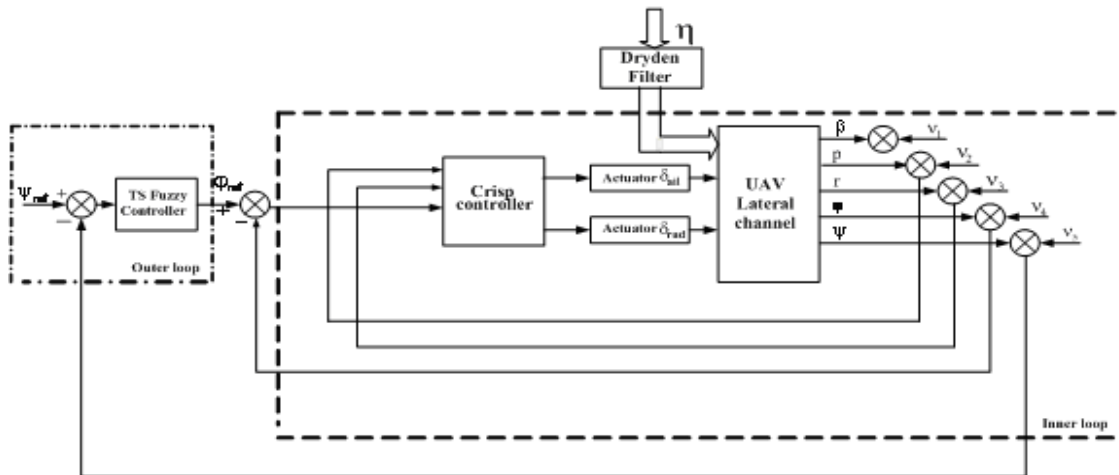 η
Dryden
Filter
Ψref
+
−
TS Fuzzy
Controller
Outer loop
φref
+
−
Crisp
controller
Actuator δail
Actuator δrud
UAV
Lateral
channel
β
p
r
φ
Ψ
ν1
ν2
ν3
ν4
Inner loop